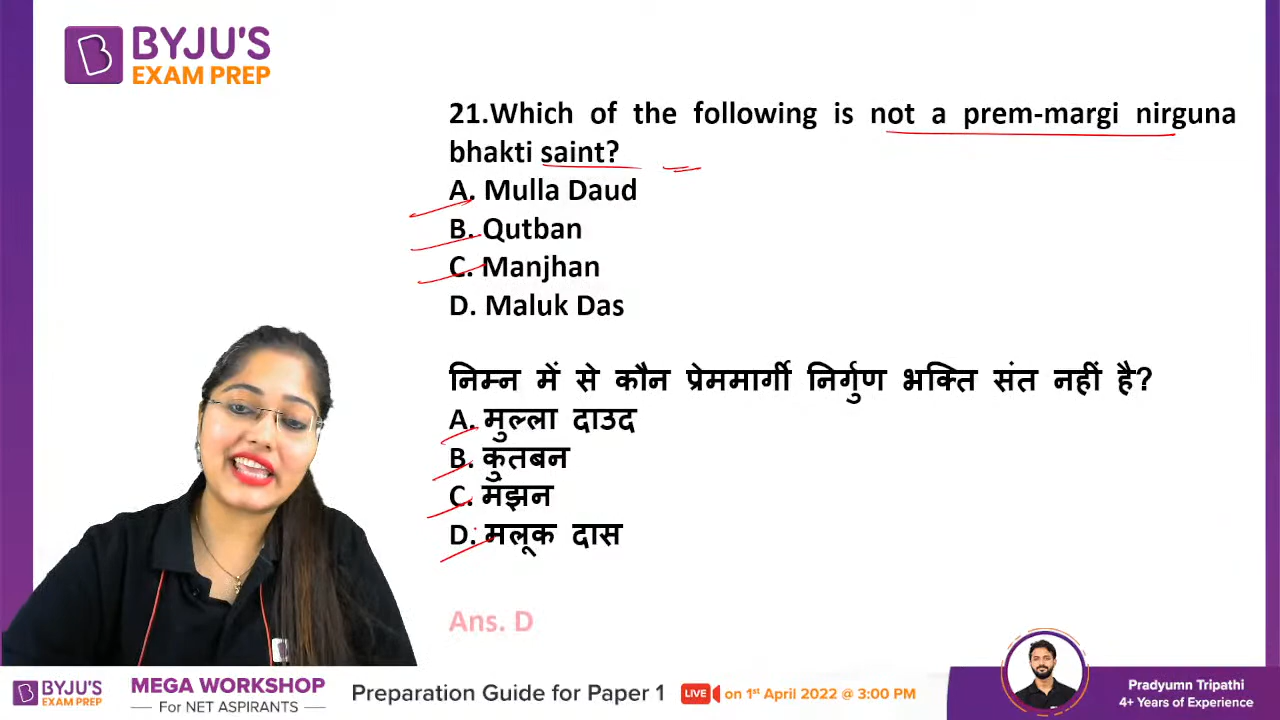 BYJU'S
EXAM PREP
21.Which of the following is not a prem-margi nirguna
bhakti saint?
A. Mulla Daud
B. Qutban
C. Manjhan
D. Maluk Das
निम्न में से कौन प्रेममार्गी निर्गुण भक्ति संत नहीं है?
A. मुल्ला दाउद
B. कुतबन
C. मंझन
D. मलूक दास
Ans. D
BYJU'S
EXAM PREP
MEGA WORKSHOP
For NET ASPIRANTS
Preparation Guide for Paper 1
LIVE
on 1st April 2022 @ 3:00 PM
Pradyumn Tripathi
4+ Years of Experience